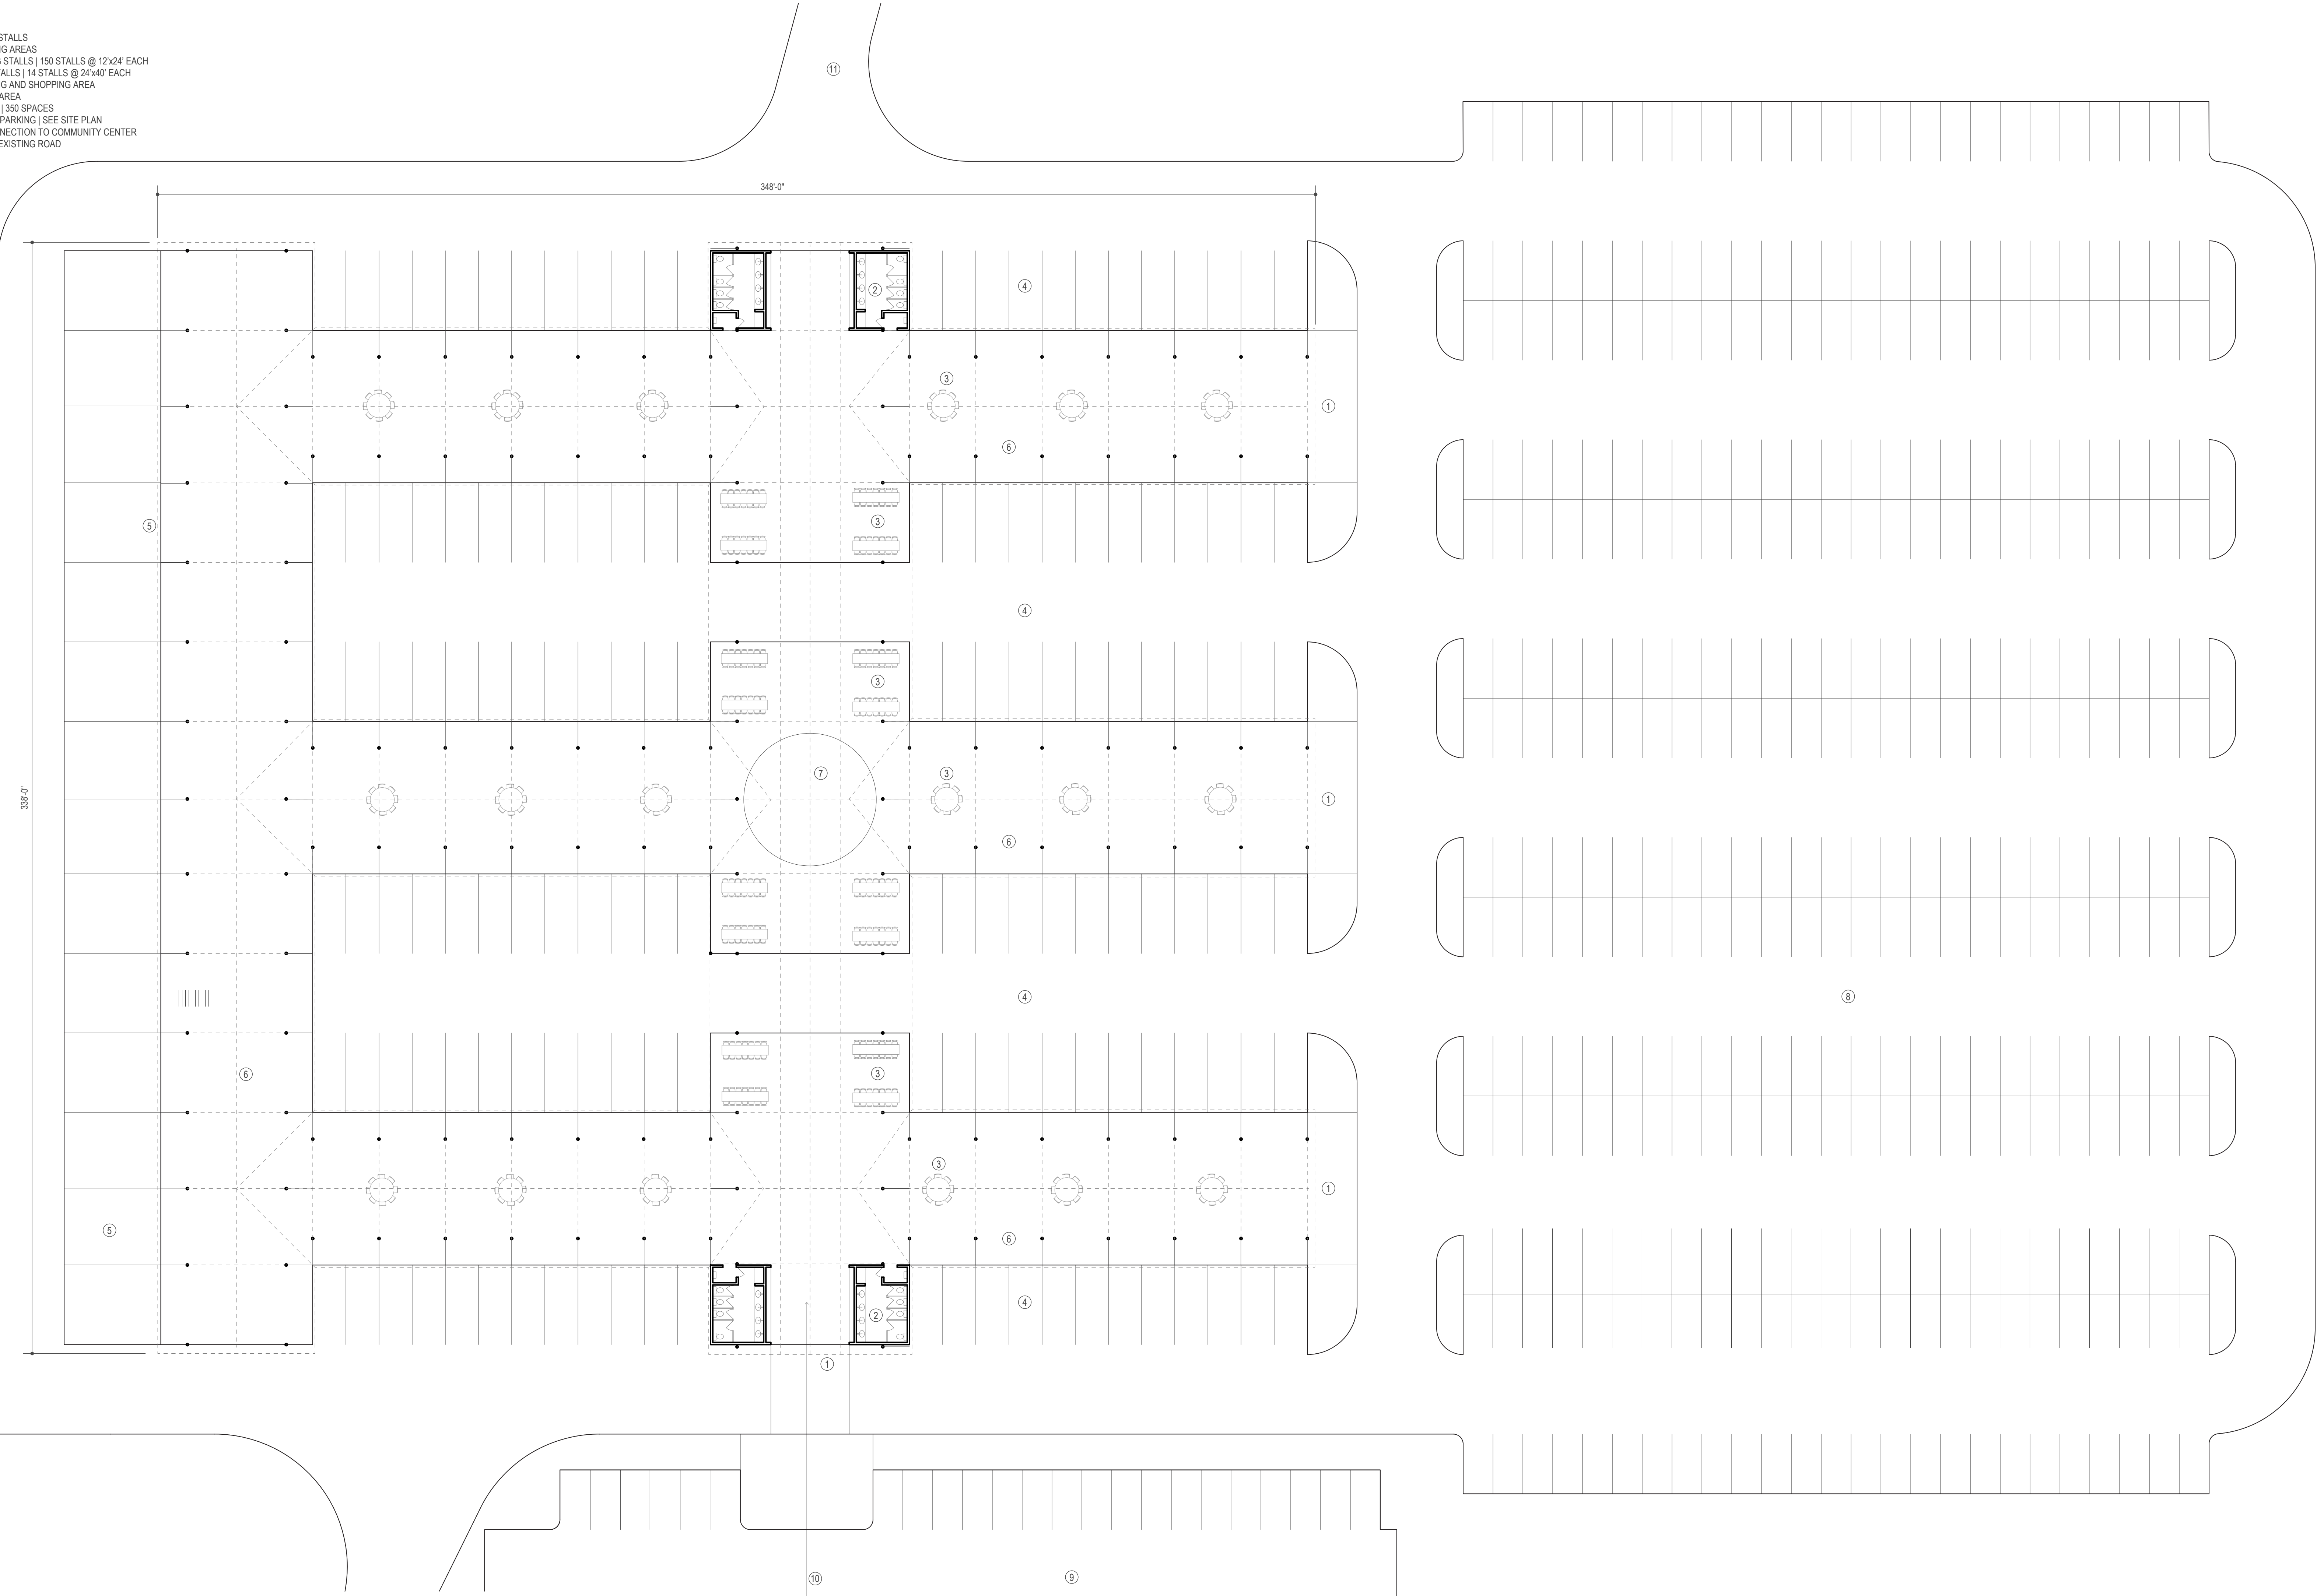 STALLS
NG AREAS
G STALLS | 150 STALLS @ 12'x24' EACH
TALLS | 14 STALLS @ 24'x40' EACH
G AND SHOPPING AREA
AREA
| 350 SPACES
PARKING | SEE SITE PLAN
NECTION TO COMMUNITY CENTER
EXISTING ROAD
11
348'-0"
2
4
3
1
6
3
5
4
3
7
3
1
6
338'-0"
4
8
6
3
3
1
5
6
4
2
1
10
9